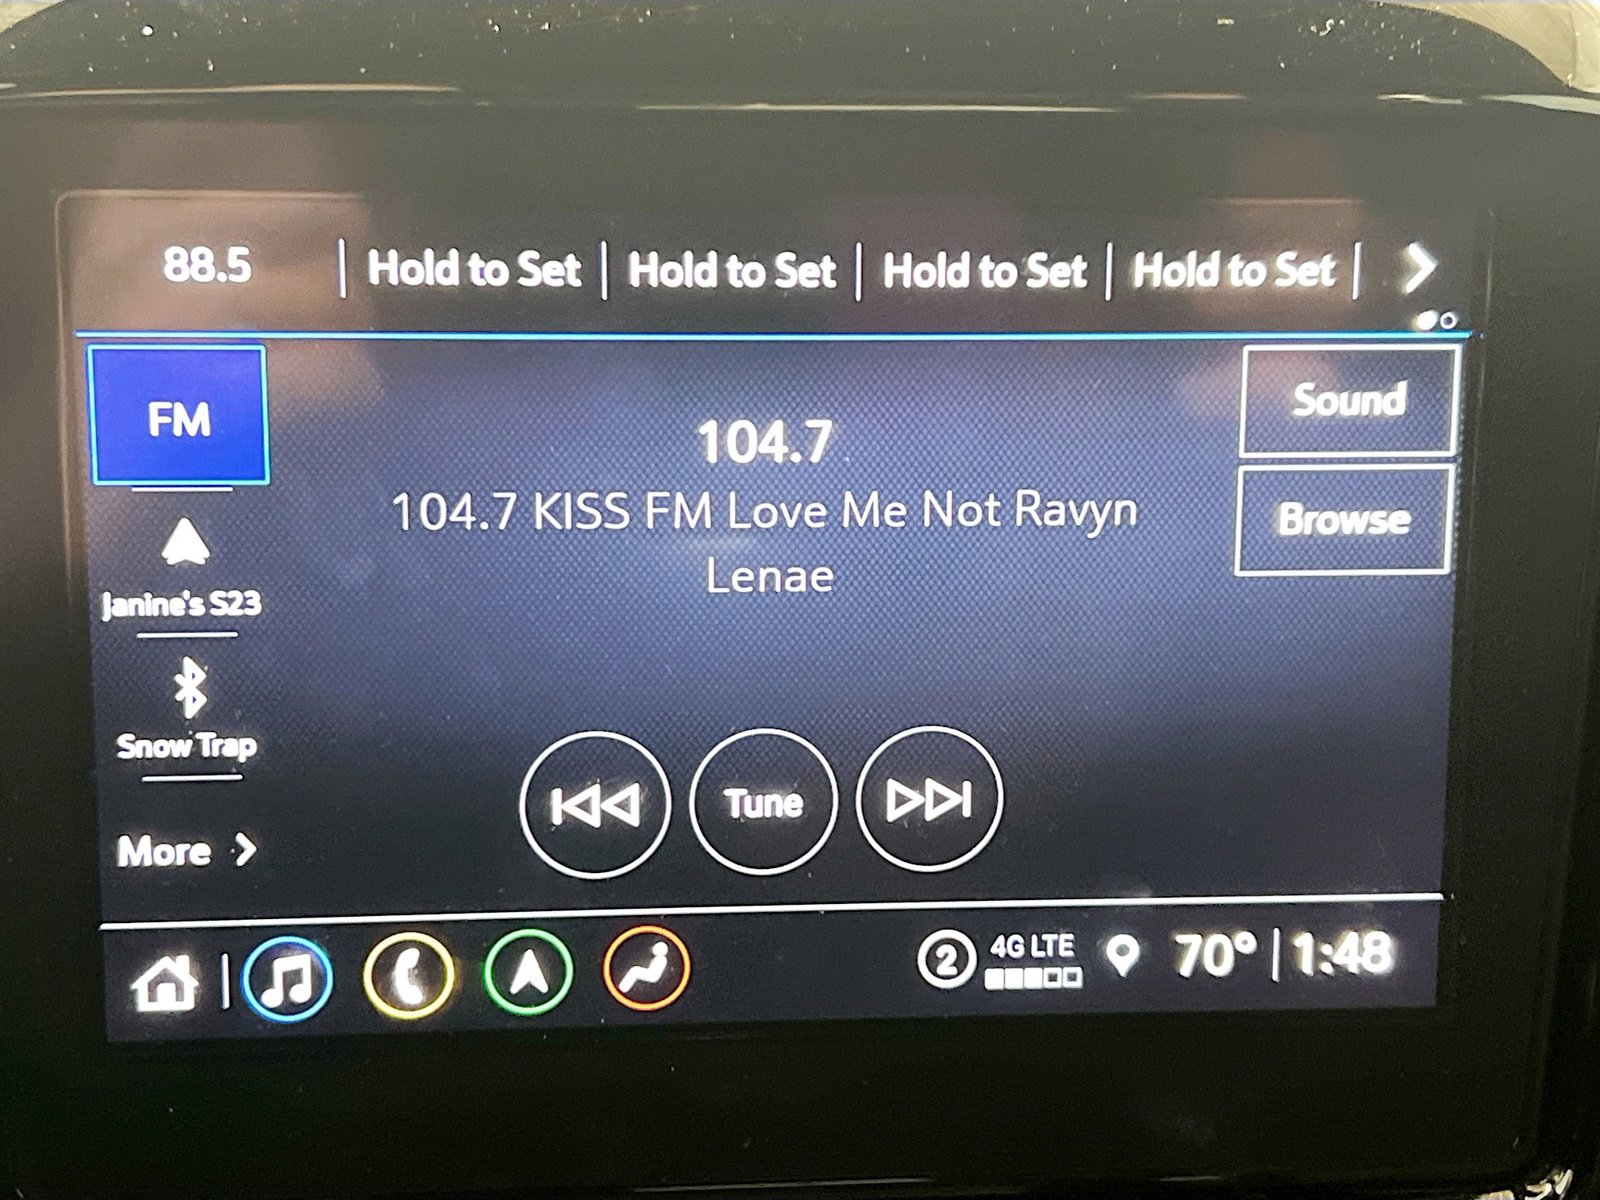 88.5 | Hold to Set | Hold to Set | Hold to Set | Hold to Set |
FM
Sound
104.7
104.7 KISS FM Love Me Not Ravyn
Lenae
Browse
Janine's S23
Snow Trap
Tune
More
2 4G LTE 70° | 1:48